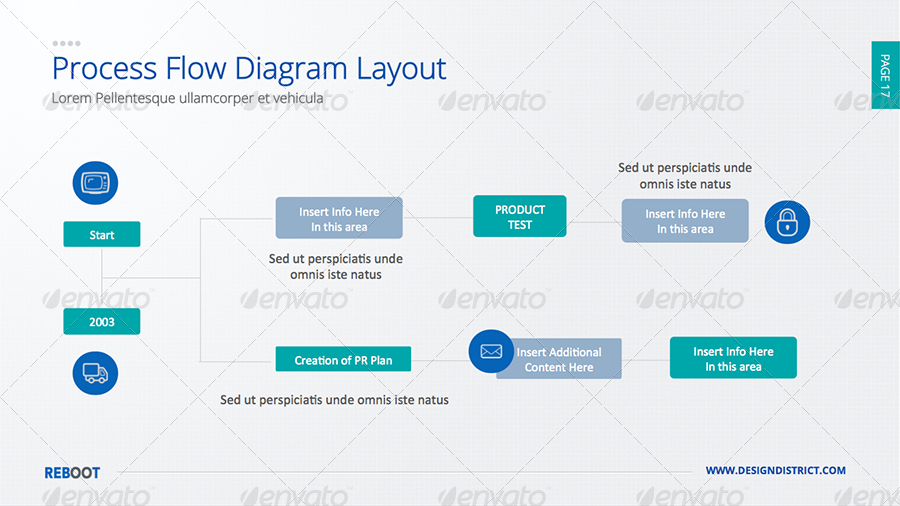 Process Flow Diagram Layout
Lorem Pellentesque ullamcorper et vehicula
PAGE 17
Start
2003
Insert Info Here
In this area
Sed ut perspiciatis unde
omnis iste natus
PRODUCT
TEST
Sed ut perspiciatis unde
omnis iste natus
Insert Info Here
In this area
Creation of PR Plan
Sed ut perspiciatis unde omnis iste natus
Insert Additional
Content Here
Insert Info Here
In this area
REBOOT
WWW.DESIGNDISTRICT.COM
envato
envato
envato
envato
envato
envato
envato
envato
envato
envato
envato
envato